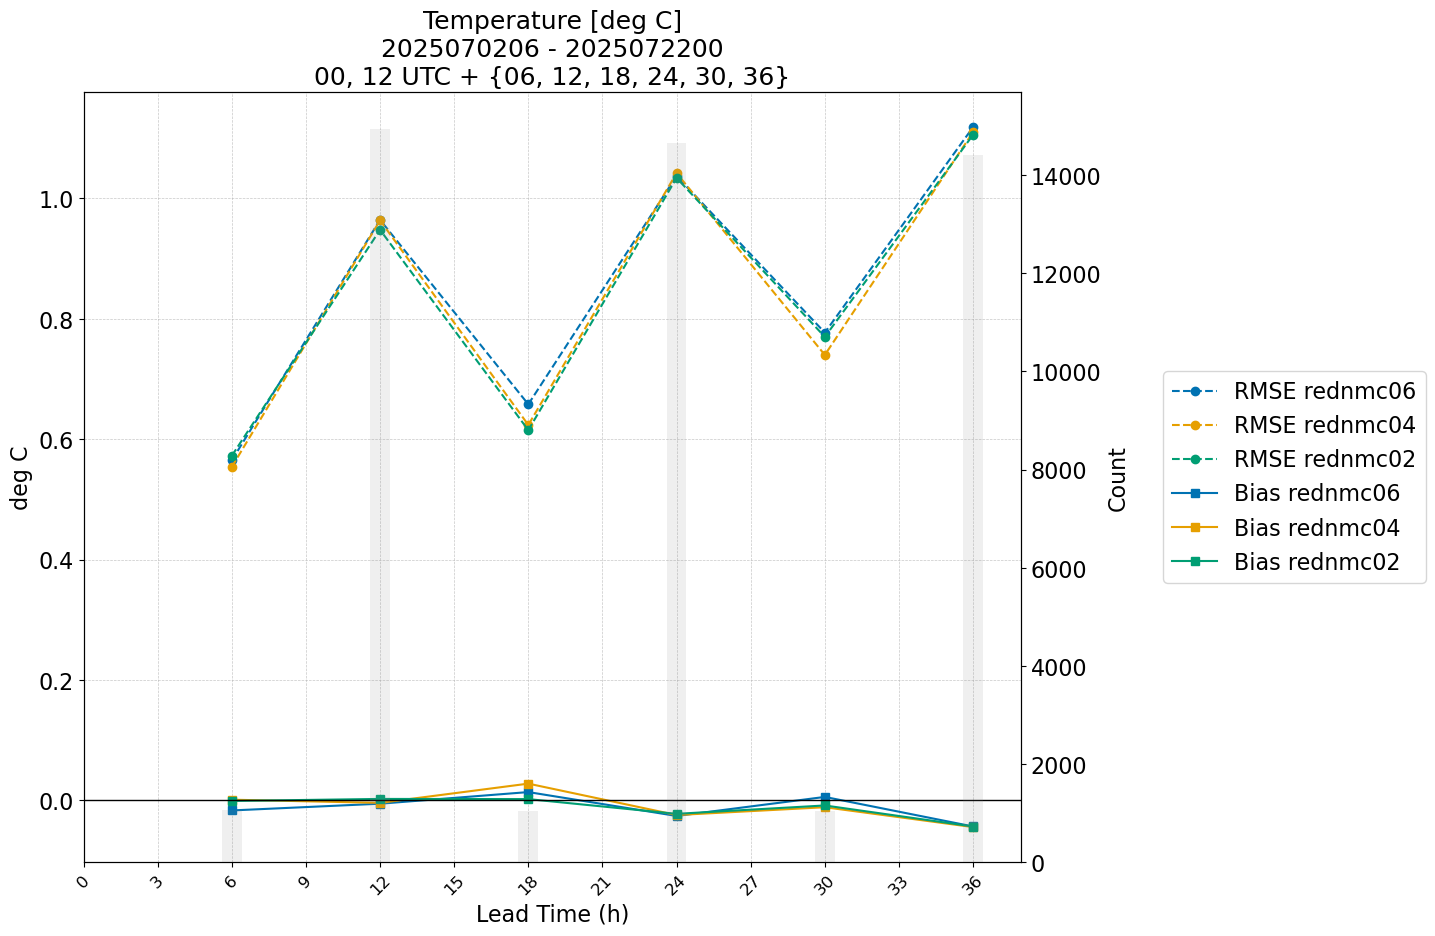 Temperature [deg C]
2025070206 - 2025072200
00, 12 UTC + {06, 12, 18, 24, 30, 36}
deg C
1.0
0.8
0.6
0.4
0.2
0.0
14000
12000
10000
8000
6000
4000
2000
0
Count
0 3 6 9 12 15 18 21 24 27 30 33 36
Lead Time (h)
RMSE rednmc06
RMSE rednmc04
RMSE rednmc02
Bias rednmc06
Bias rednmc04
Bias rednmc02